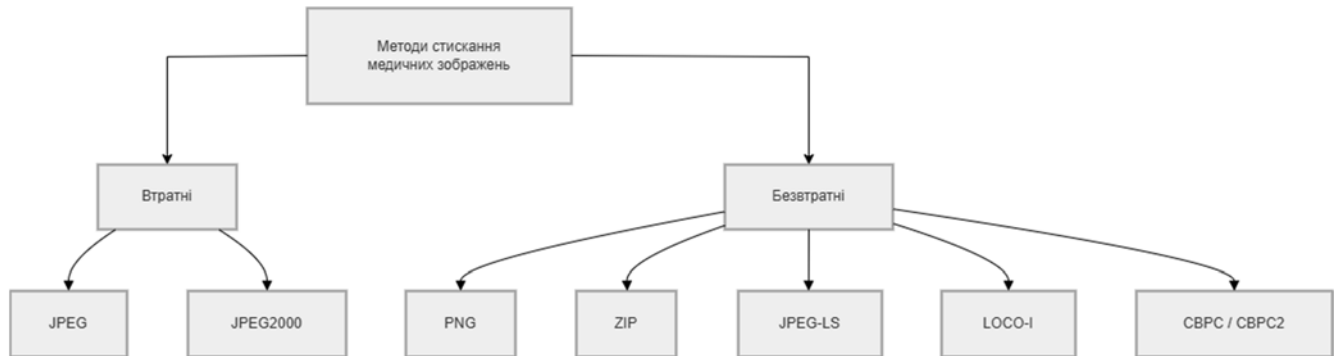 Методи стискання
медичних зображень
Втратні
Безвтратні
JPEG
JPEG2000
PNG
ZIP
JPEG-LS
LOCO-I
CBPC / CBPC2